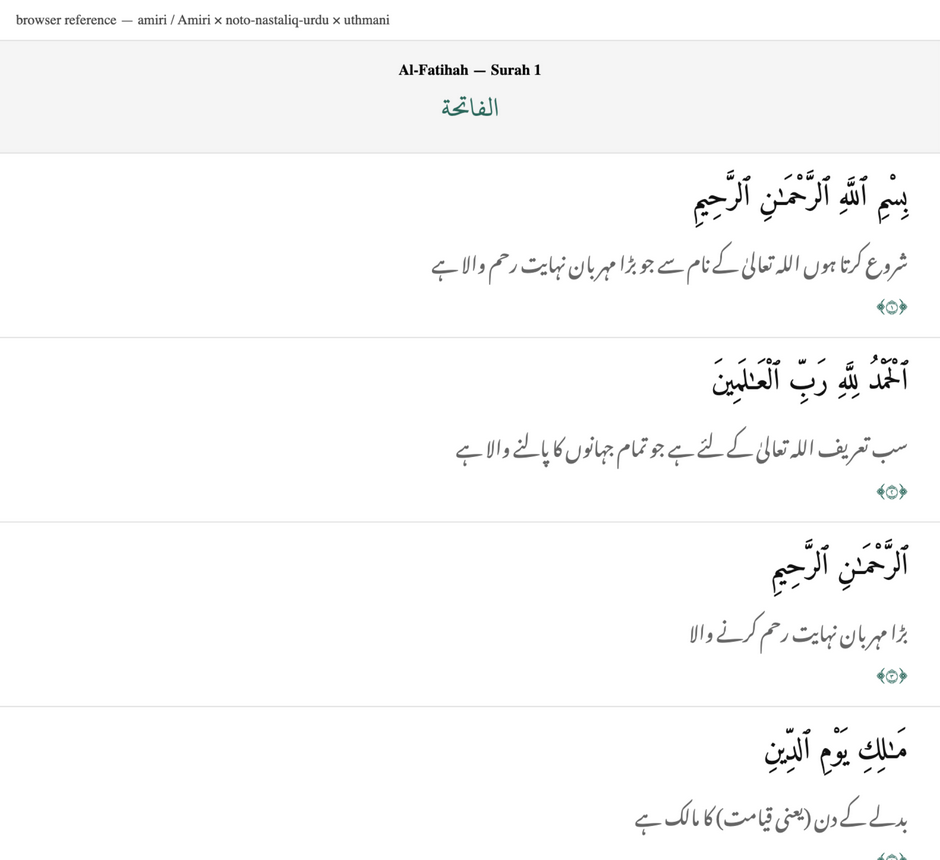 browser reference — amiri / Amiri × noto-nastaliq-urdu × uthmani
Al-Fatihah — Surah 1
الفاتحة
بِسْمِ ٱللَّهِ ٱلرَّحْمَـٰنِ ٱلرَّحِيمِ
شروع کرتا ہوں اللہ تعالیٰ کے نام سے جو بڑا مہربان نہایت رحم والا ہے
﴿١﴾
ٱلْحَمْدُ لِلَّهِ رَبِّ ٱلْعَـٰلَمِينَ
سب تعریف اللہ تعالیٰ کے لئے ہے جو تمام جہانوں کا پالنے والا ہے
﴿٢﴾
ٱلرَّحْمَـٰنِ ٱلرَّحِيمِ
بڑا مہربان نہایت رحم کرنے والا
﴿٣﴾
مَـٰلِكِ يَوْمِ ٱلدِّينِ
بدلے کے دن (یعنی قیامت) کا مالک ہے